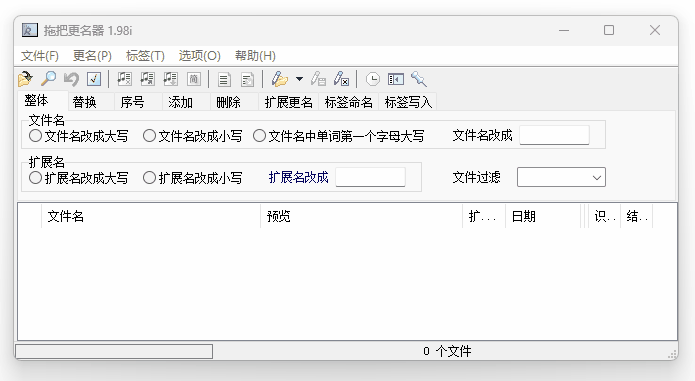 拖把更名器 1.98i
文件(F) 更名(P) 标签(T) 选项(O) 帮助(H)
简
整体 替换 序号 添加 删除 扩展更名 标签命名 标签写入
文件名
文件名改成大写 文件名改成小写 文件名中单词第一个字母大写 文件名改成
扩展名
扩展名改成大写 扩展名改成小写 扩展名改成 文件过滤
文件名 预览 扩... 日期 识.. 结..
0 个文件